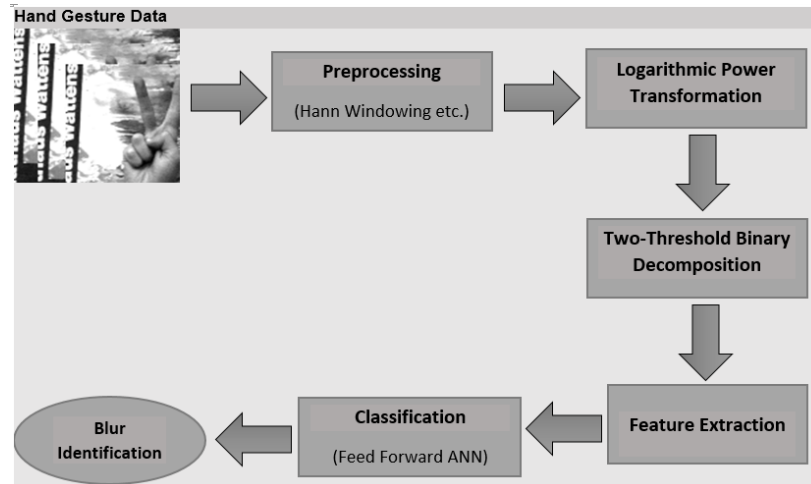 Hand Gesture Data
Preprocessing
(Hann Windowing etc.)
Logarithmic Power
Transformation
Two-Threshold Binary
Decomposition
Feature Extraction
Classification
(Feed Forward ANN)
Blur
Identification